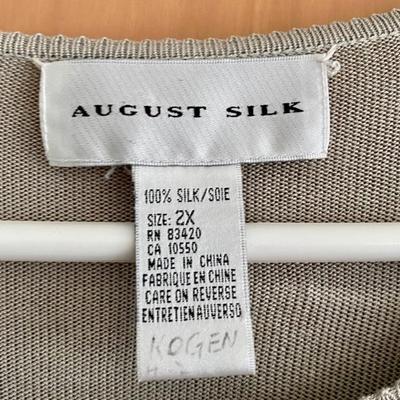 AUGUST SILK
100% SILK/SOIE
SIZE: 2X
RN 83420
CA 10550
MADE IN CHINA
FABRIQUE EN CHINE
CARE ON REVERSE
ENTRETIEN AU VERSO
KOGEN